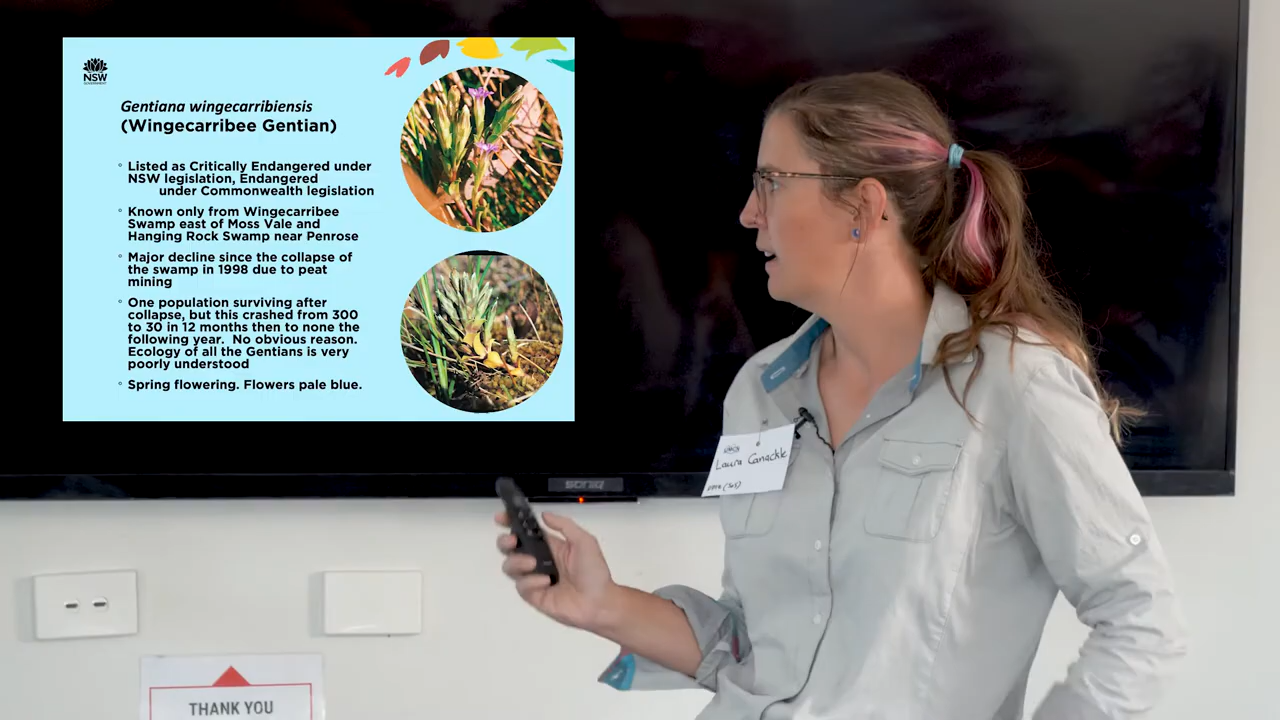 NSW
GOVERNMENT
Gentiana wingecarribiensis
(Wingecarribee Gentian)
◦ Listed as Critically Endangered under
NSW legislation, Endangered
under Commonwealth legislation
◦ Known only from Wingecarribee
Swamp east of Moss Vale and
Hanging Rock Swamp near Penrose
◦ Major decline since the collapse of
the swamp in 1998 due to peat
mining
◦ One population surviving after
collapse, but this crashed from 300
to 30 in 12 months then to none the
following year. No obvious reason.
Ecology of all the Gentians is very
poorly understood
◦ Spring flowering. Flowers pale blue.
Laura Canackle
(SoS)
soniq
THANK YOU